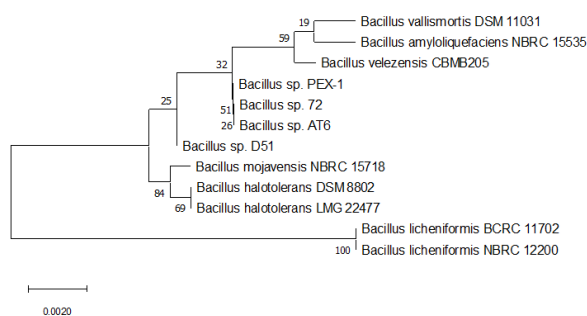 19
Bacillus vallismortis DSM 11031
59
Bacillus amyloliquefaciens NBRC 15535
32
Bacillus velezensis CBMB205
Bacillus sp. PEX-1
25
51
Bacillus sp. 72
26
Bacillus sp. AT6
Bacillus sp. D51
Bacillus mojavensis NBRC 15718
84
Bacillus halotolerans DSM 8802
69
Bacillus halotolerans LMG 22477
Bacillus licheniformis BCRC 11702
100
Bacillus licheniformis NBRC 12200
0.0020